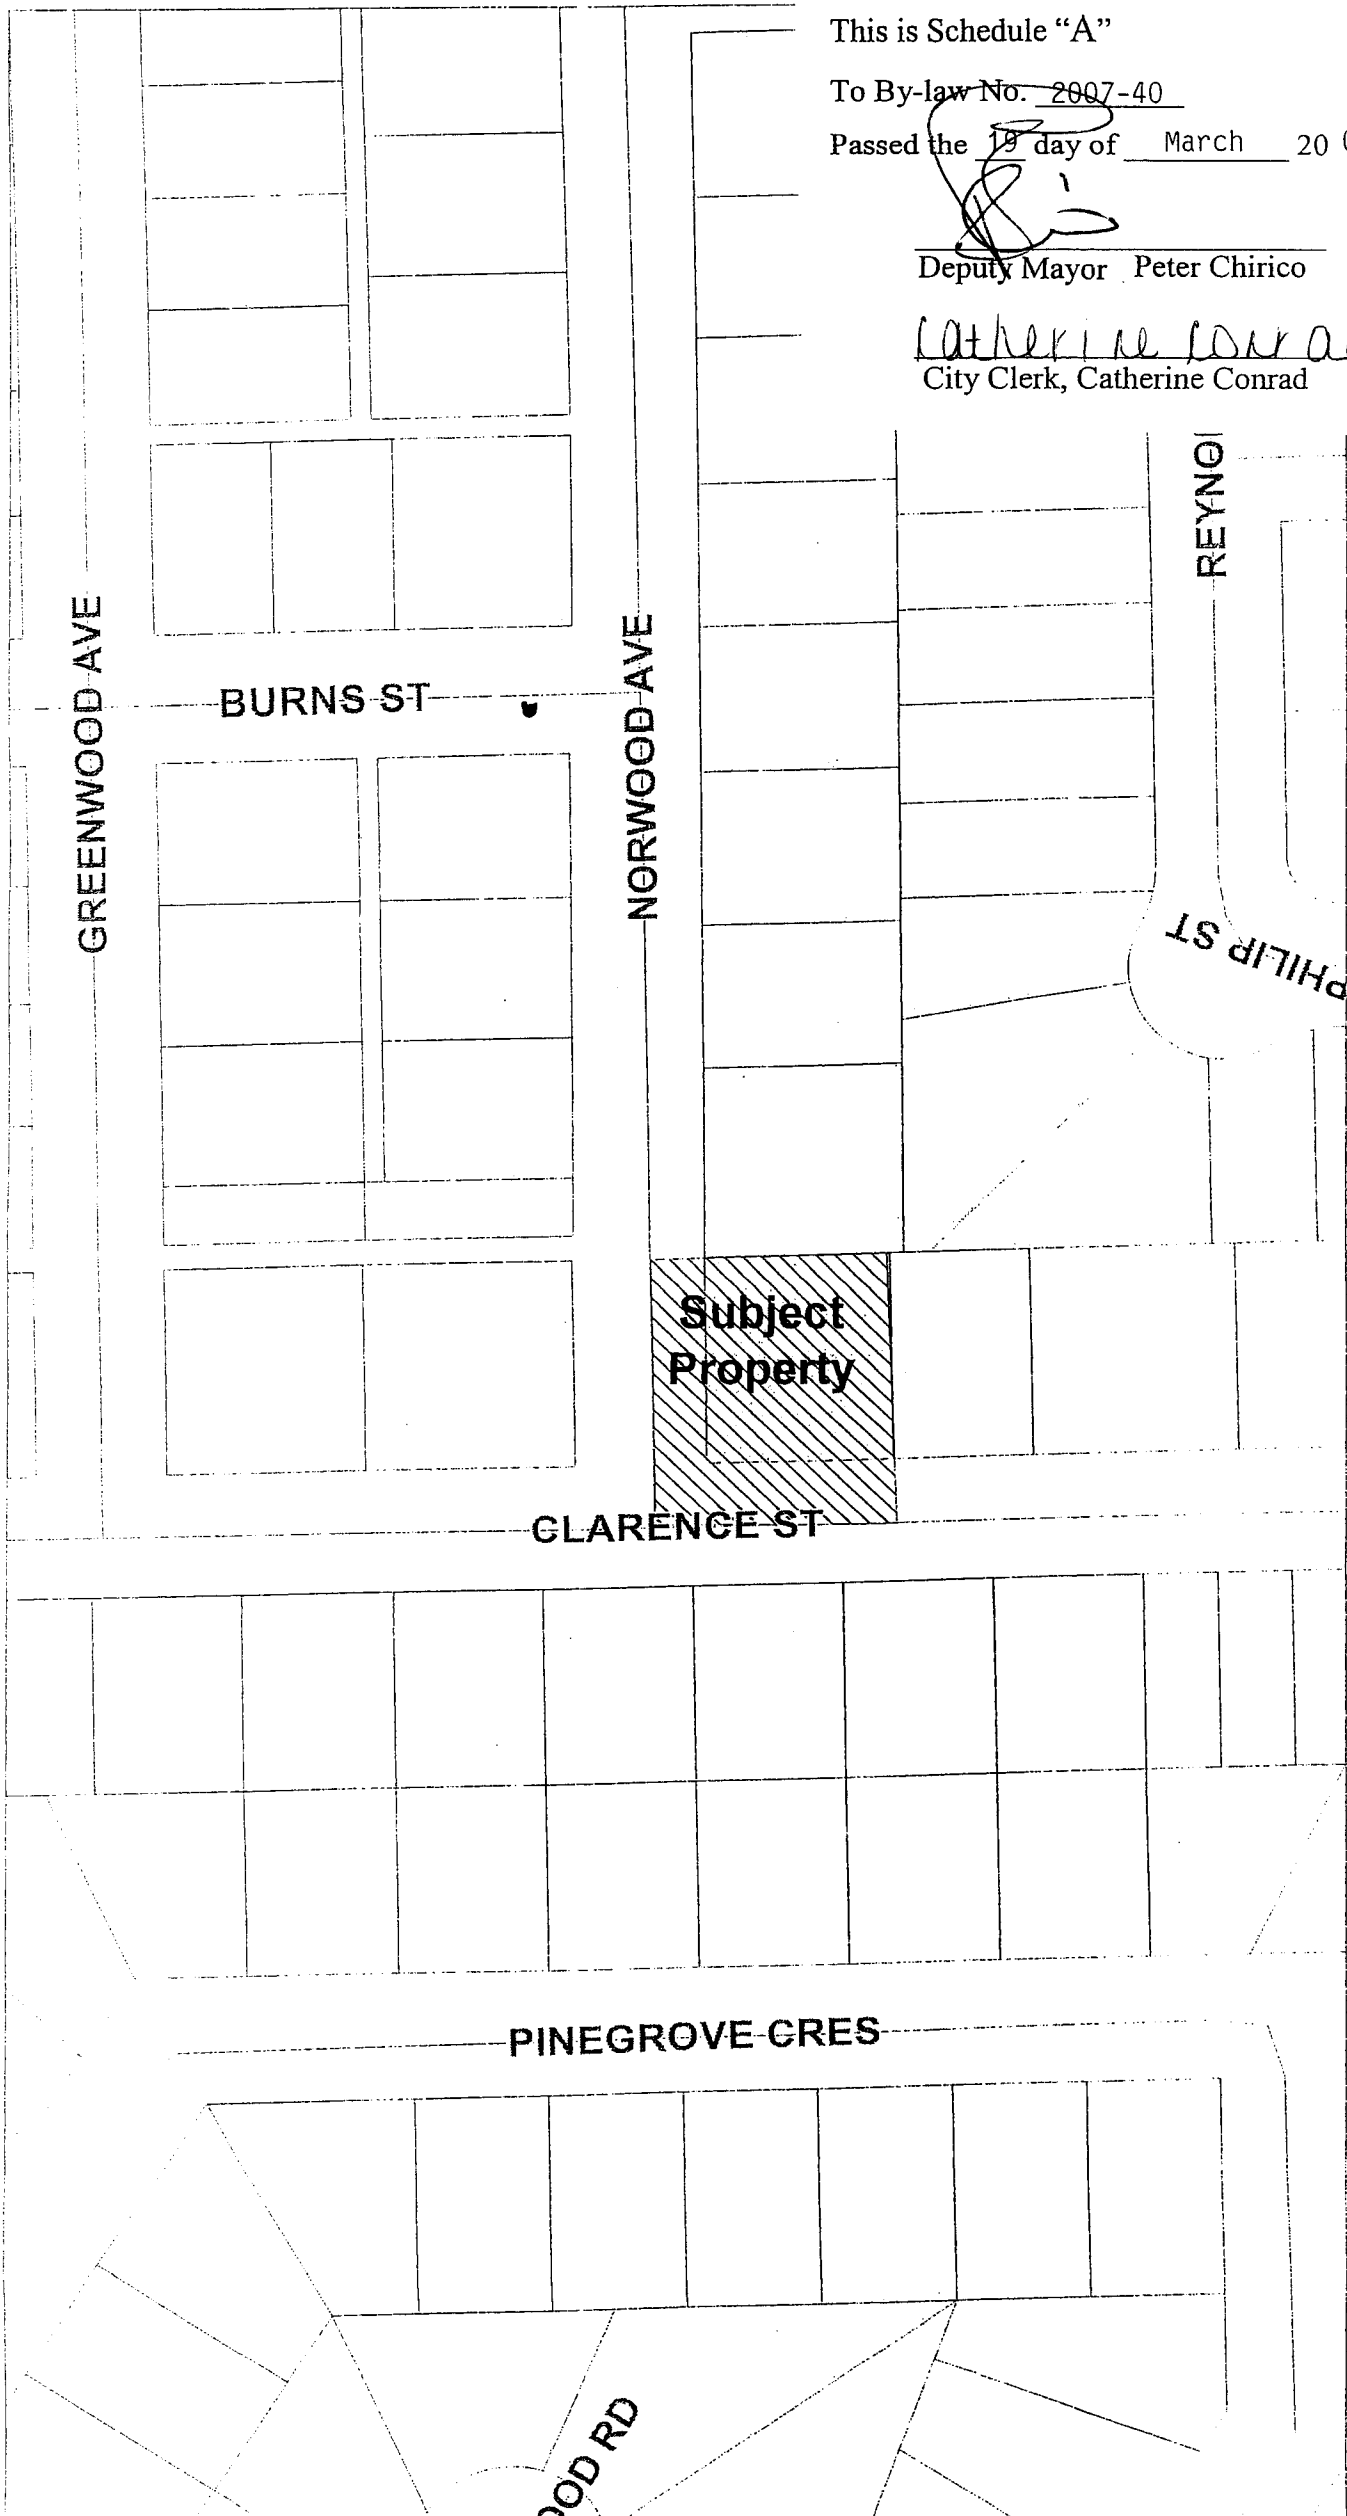 This is Schedule “A”
To By-law No. 2007-40
Passed the 19 day of March 20 0
Deputy Mayor Peter Chirico
Catherine Conra
City Clerk, Catherine Conrad
REYNO
GREENWOOD AVE
BURNS ST
NORWOOD AVE
PHILIP ST
Subject
Property
CLARENCE ST
PINEGROVE CRES
OOD RD